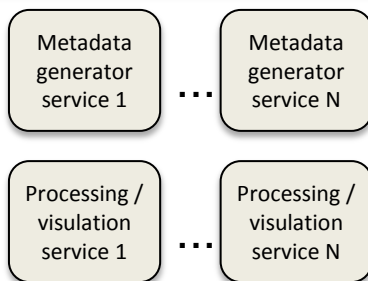 Metadata
generator
service 1
...
Metadata
generator
service N
Processing /
visulation
service 1
...
Processing /
visulation
service N